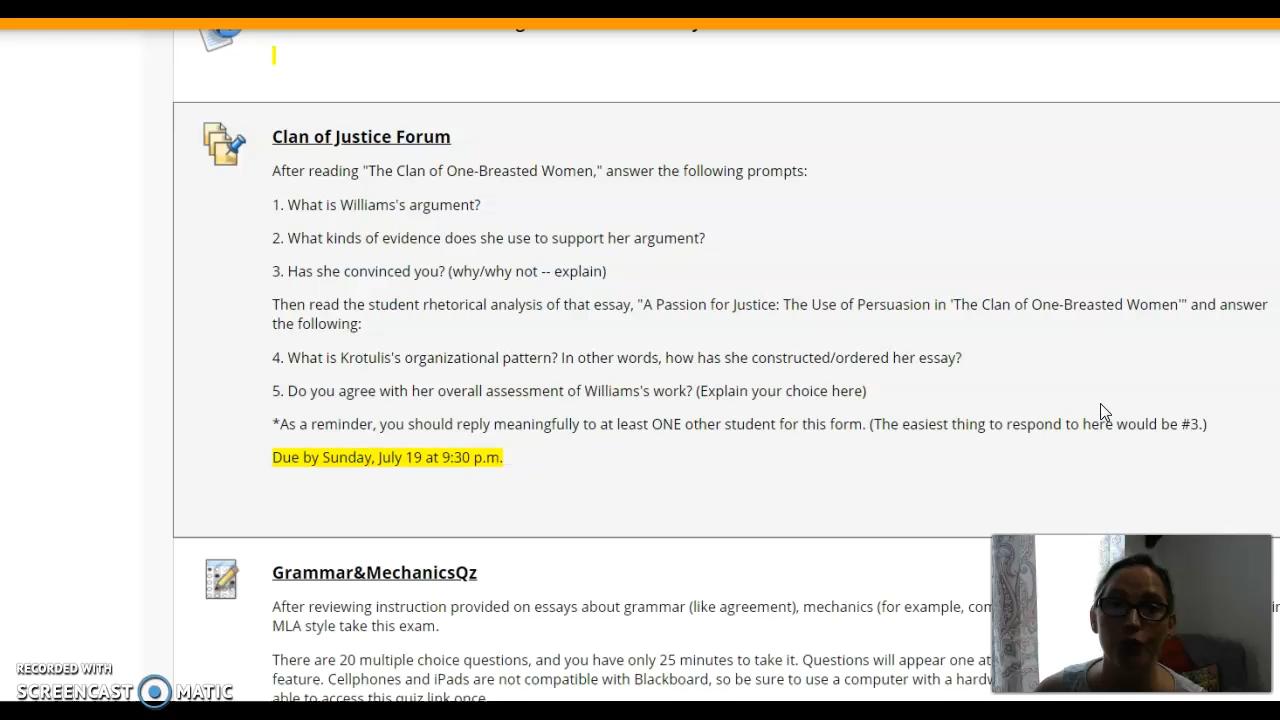 Clan of Justice Forum
After reading "The Clan of One-Breasted Women," answer the following prompts:
1. What is Williams's argument?
2. What kinds of evidence does she use to support her argument?
3. Has she convinced you? (why/why not -- explain)
Then read the student rhetorical analysis of that essay, "A Passion for Justice: The Use of Persuasion in 'The Clan of One-Breasted Women'" and answer
the following:
4. What is Krotulis's organizational pattern? In other words, how has she constructed/ordered her essay?
5. Do you agree with her overall assessment of Williams's work? (Explain your choice here)
*As a reminder, you should reply meaningfully to at least ONE other student for this form. (The easiest thing to respond to here would be #3.)
Due by Sunday, July 19 at 9:30 p.m.
Grammar&MechanicsQz
After reviewing instruction provided on essays about grammar (like agreement), mechanics (for example,
MLA style take this exam.
There are 20 multiple choice questions, and you have only 25 minutes to take it. Questions will appear one at
feature. Cellphones and iPads are not compatible with Blackboard, so be sure to use a computer with a
able to access this quiz link once.
RECORDED WITH
SCREENCAST MATIC